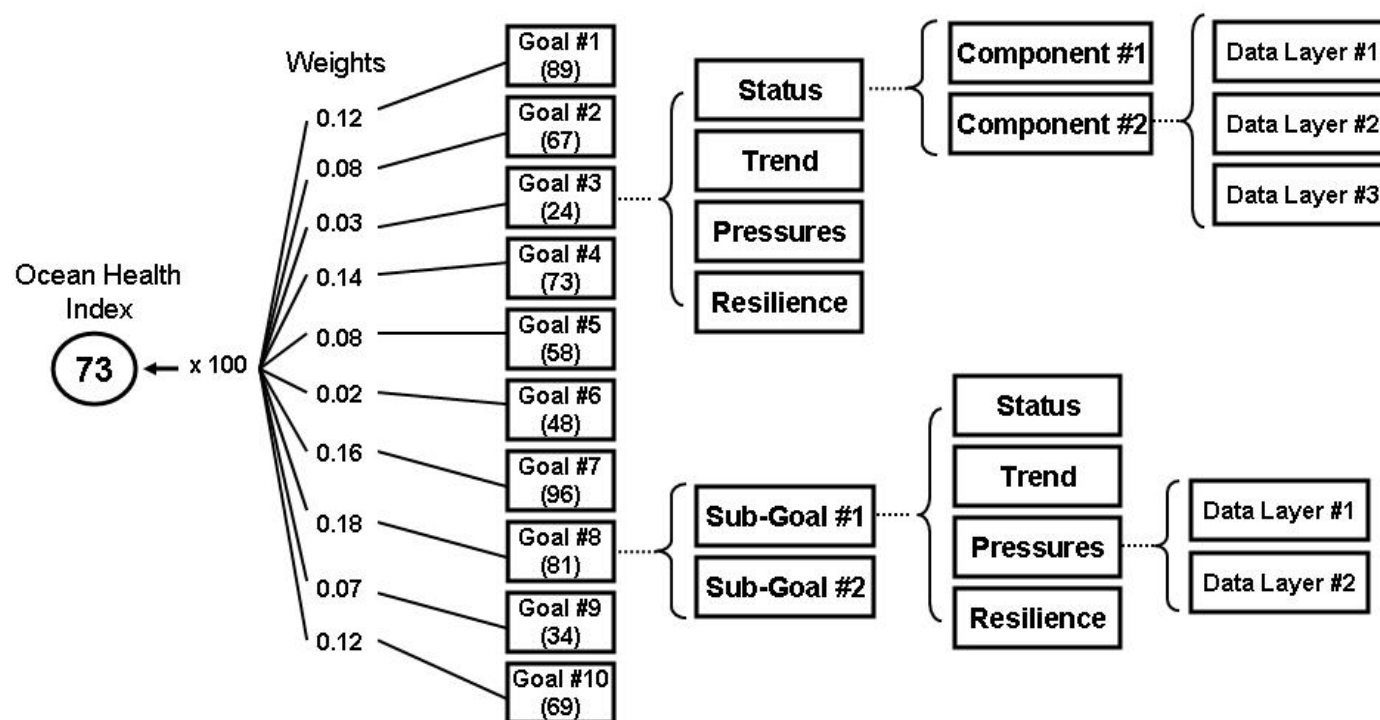 Ocean Health
Index
73
x 100
Weights
0.12
0.08
0.03
0.14
0.08
0.02
0.16
0.18
0.07
0.12
Goal #1
(89)
Goal #2
(67)
Goal #3
(24)
Goal #4
(73)
Goal #5
(58)
Goal #6
(48)
Goal #7
(96)
Goal #8
(81)
Goal #9
(34)
Goal #10
(69)
Status
Trend
Pressures
Resilience
Component #1
Component #2
Data Layer #1
Data Layer #2
Data Layer #3
Sub-Goal #1
Sub-Goal #2
Status
Trend
Pressures
Resilience
Data Layer #1
Data Layer #2